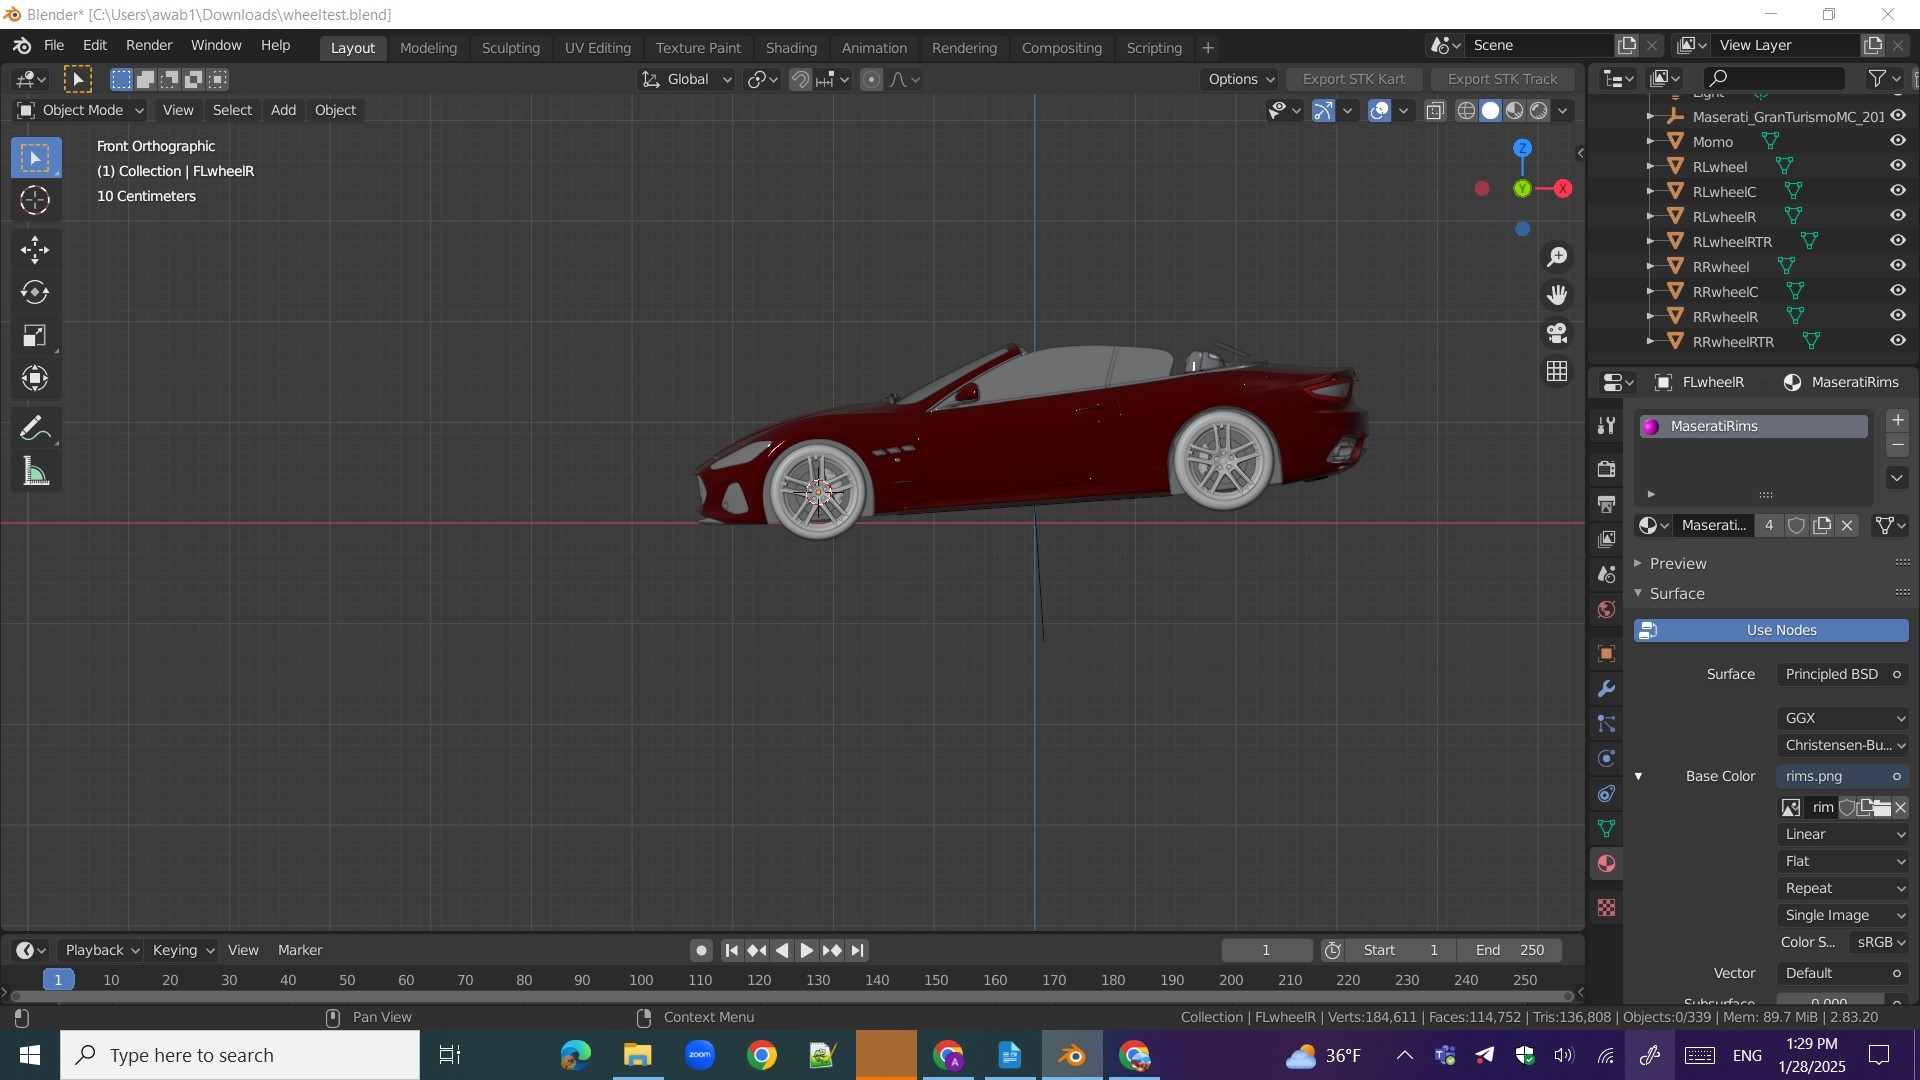 Blender* [C:\Users\awab1\Downloads\wheeltest.blend]
File Edit Render Window Help
Layout Modeling Sculpting UV Editing Texture Paint Shading Animation Rendering Compositing Scripting +
Scene
View Layer
Global
Options
Export STK Kart
Export STK Track
Object Mode View Select Add Object
Front Orthographic
(1) Collection | FLwheelR
10 Centimeters
Z
Y
X
Light
Maserati_GranTurismoMC_201
Momo
RLwheel
RLwheelC
RLwheelR
RLwheelRTR
RRwheel
RRwheelC
RRwheelR
RRwheelRTR
FLwheelR MaseratiRims
MaseratiRims
Maserati... 4
Preview
Surface
Use Nodes
Surface Principled BSD
GGX
Christensen-Bu...
Base Color rims.png
rim
Linear
Flat
Repeat
Single Image
Color S... sRGB
Vector Default
Subsurface 0.000
Playback Keying View Marker
1
Start 1
End 250
1 10 20 30 40 50 60 70 80 90 100 110 120 130 140 150 160 170 180 190 200 210 220 230 240 250
Pan View
Context Menu
Collection | FLwheelR | Verts:184,611 | Faces:114,752 | Tris:136,808 | Objects:0/339 | Mem: 89.7 MiB | 2.83.20
Type here to search
zoom
A
36°F
ENG
1:29 PM
1/28/2025